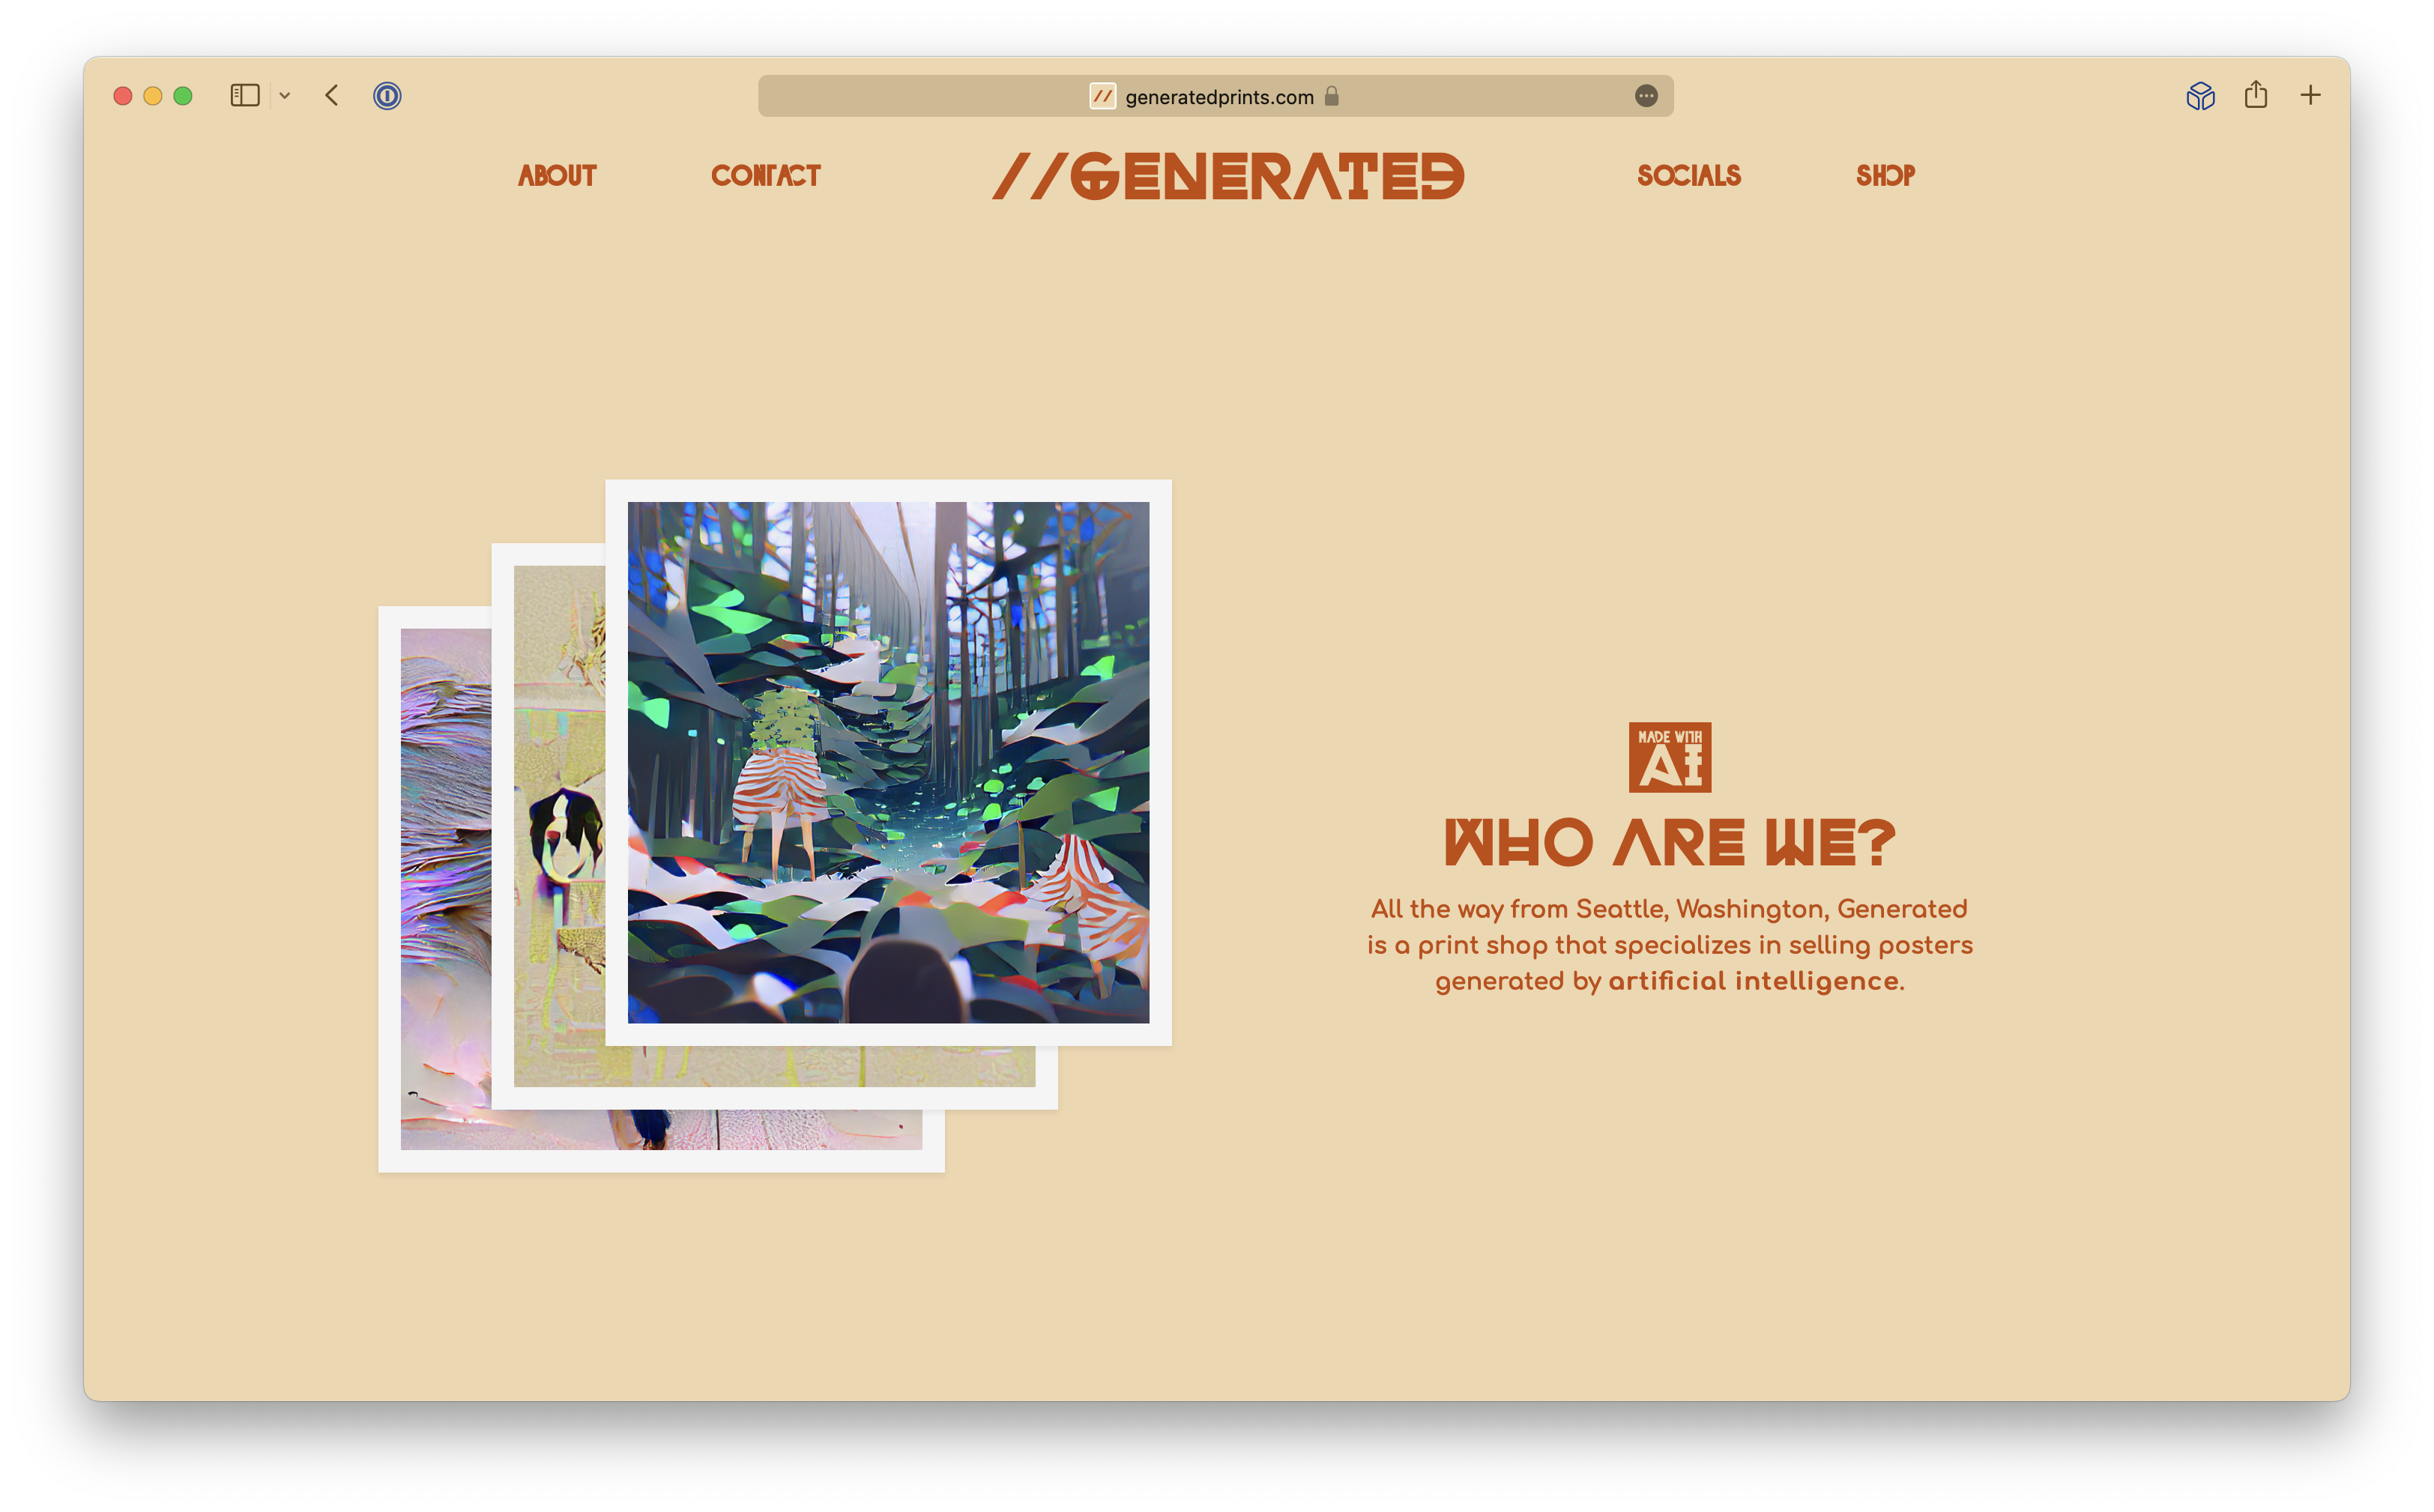 // generatedprints.com
ABOUT CONTACT //GENERATED SOCIALS SHOP
MADE WITH
AI
WHO ARE WE?
All the way from Seattle, Washington, Generated
is a print shop that specializes in selling posters
generated by artificial intelligence.